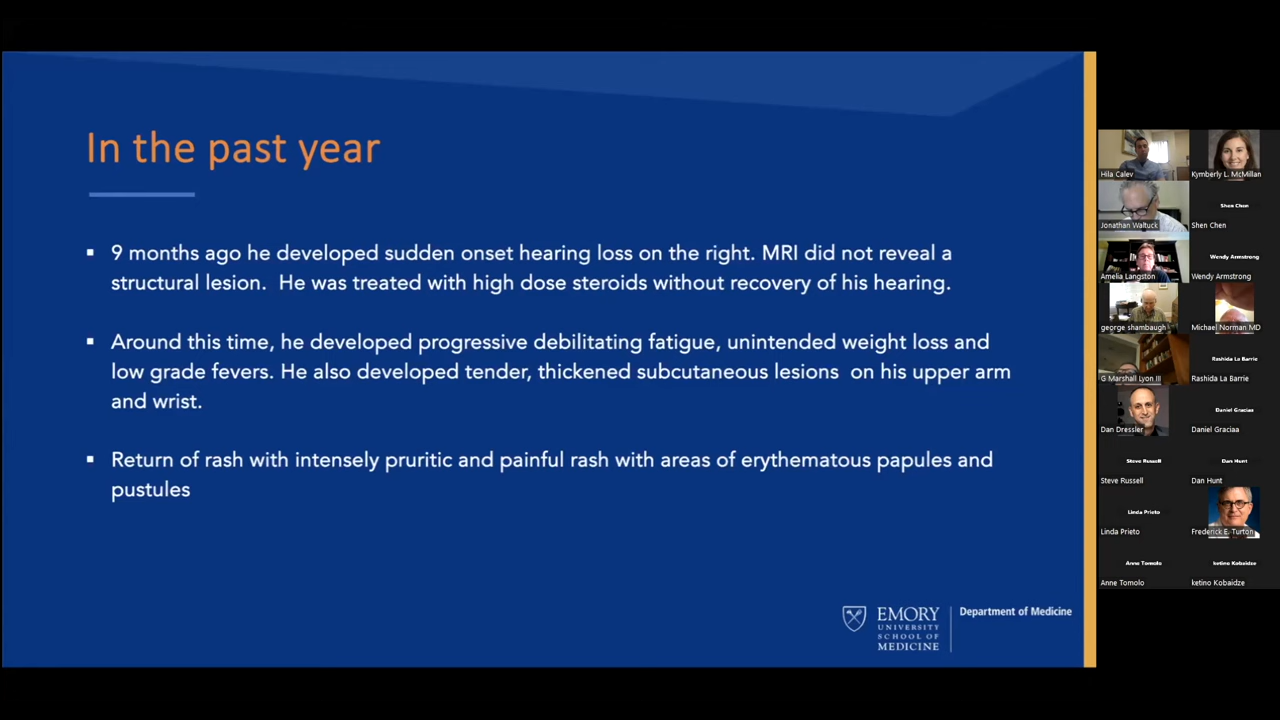 In the past year
▪ 9 months ago he developed sudden onset hearing loss on the right. MRI did not reveal a
structural lesion. He was treated with high dose steroids without recovery of his hearing.
▪ Around this time, he developed progressive debilitating fatigue, unintended weight loss and
low grade fevers. He also developed tender, thickened subcutaneous lesions on his upper arm
and wrist.
▪ Return of rash with intensely pruritic and painful rash with areas of erythematous papules and
pustules
EMORY
UNIVERSITY
SCHOOL OF
MEDICINE
Department of Medicine
Hila Calev
Kymberly L. McMillan
Jonathan Waltuck
Shen Chen
Shen Chen
Amelia Langston
Wendy Armstrong
Wendy Armstrong
george shambaugh
Michael Norman MD
G Marshall Lyon III
Rashida La Barrie
Rashida La Barrie
Dan Dressler
Daniel Graciaa
Daniel Graciaa
Steve Russell
Steve Russell
Dan Hunt
Dan Hunt
Linda Prieto
Linda Prieto
Frederick E. Turton
Anne Tomolo
Anne Tomolo
ketino Kobaidze
ketino Kobaidze